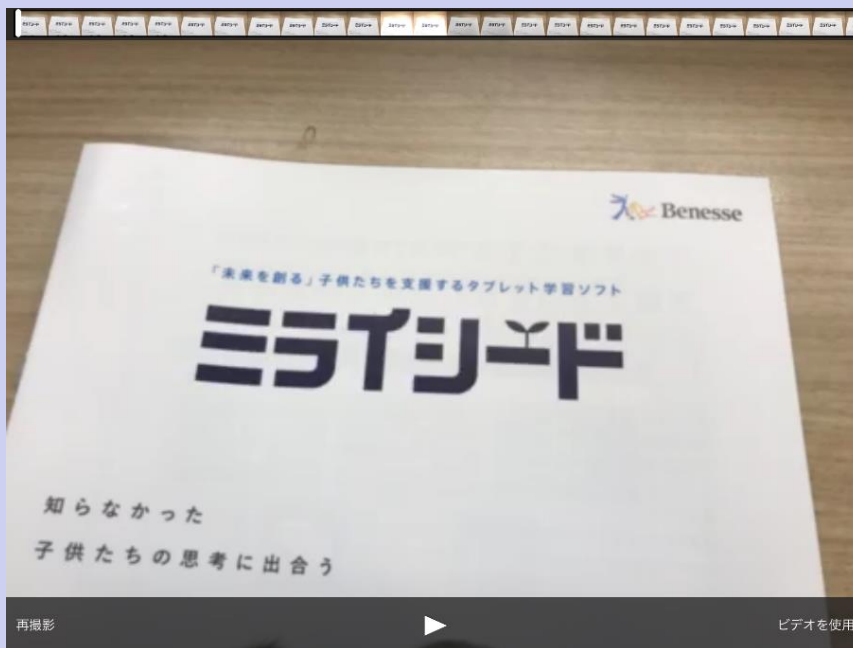 Benesse
「未来を創る」子供たちを支援するタブレット学習ソフト
ミライシード
知らなかった
子供たちの思考に出合う
再撮影
ビデオを使用